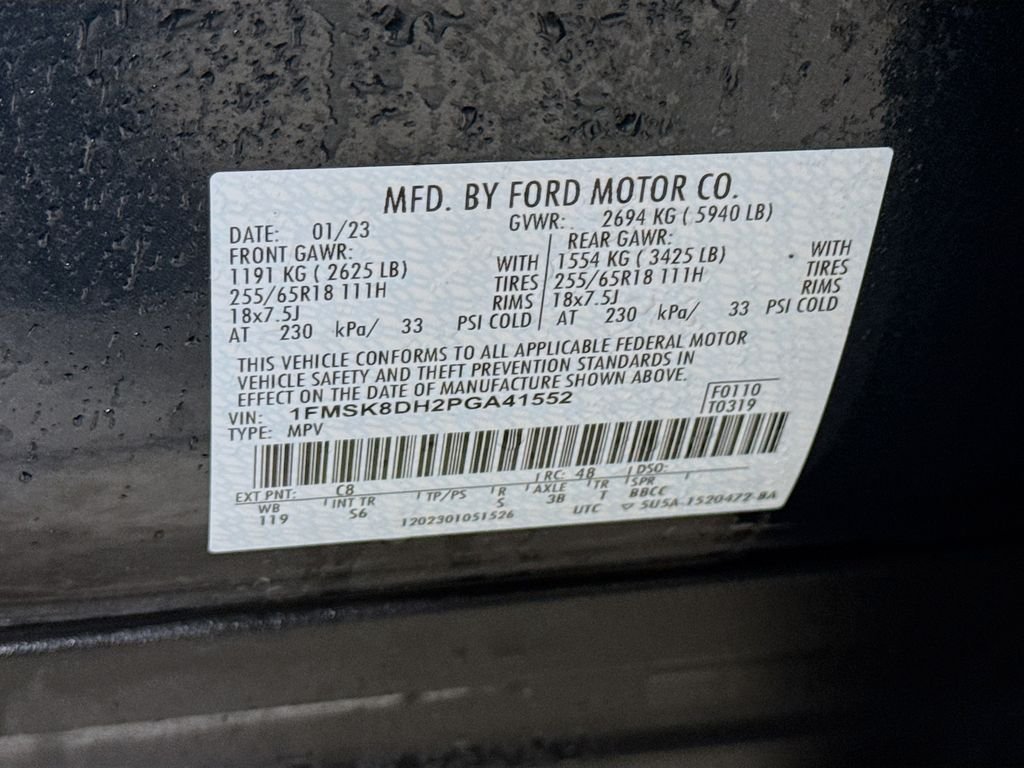 MFD. BY FORD MOTOR CO.
DATE: 01/23 GVWR: 2694 KG ( 5940 LB)
FRONT GAWR: REAR GAWR:
1191 KG ( 2625 LB) WITH 1554 KG ( 3425 LB) WITH
255/65R18 111H TIRES 255/65R18 111H TIRES
18x7.5J RIMS 18x7.5J RIMS
AT 230 kPa/ 33 PSI COLD AT 230 kPa/ 33 PSI COLD
THIS VEHICLE CONFORMS TO ALL APPLICABLE FEDERAL MOTOR
VEHICLE SAFETY AND THEFT PREVENTION STANDARDS IN
EFFECT ON THE DATE OF MANUFACTURE SHOWN ABOVE.
VIN: 1FMSK8DH2PGA41552 F0110
TYPE: MPV T0319
EXT PNT: C8 RC: 48 DSO:
WB INT TR TP/PS R AXLE TR SPR
119 S6 S 3B T BBCC
1202301051526 UTC ▽ 5U5A-1520472-BA